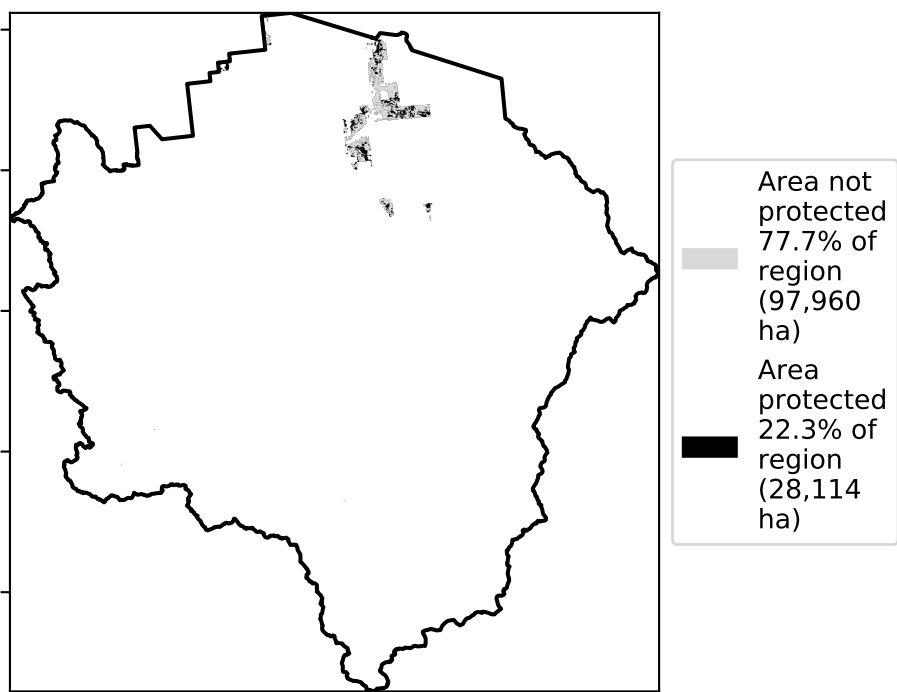 Area not
protected
77.7% of
region
(97,960
ha)
Area
protected
22.3% of
region
(28,114
ha)